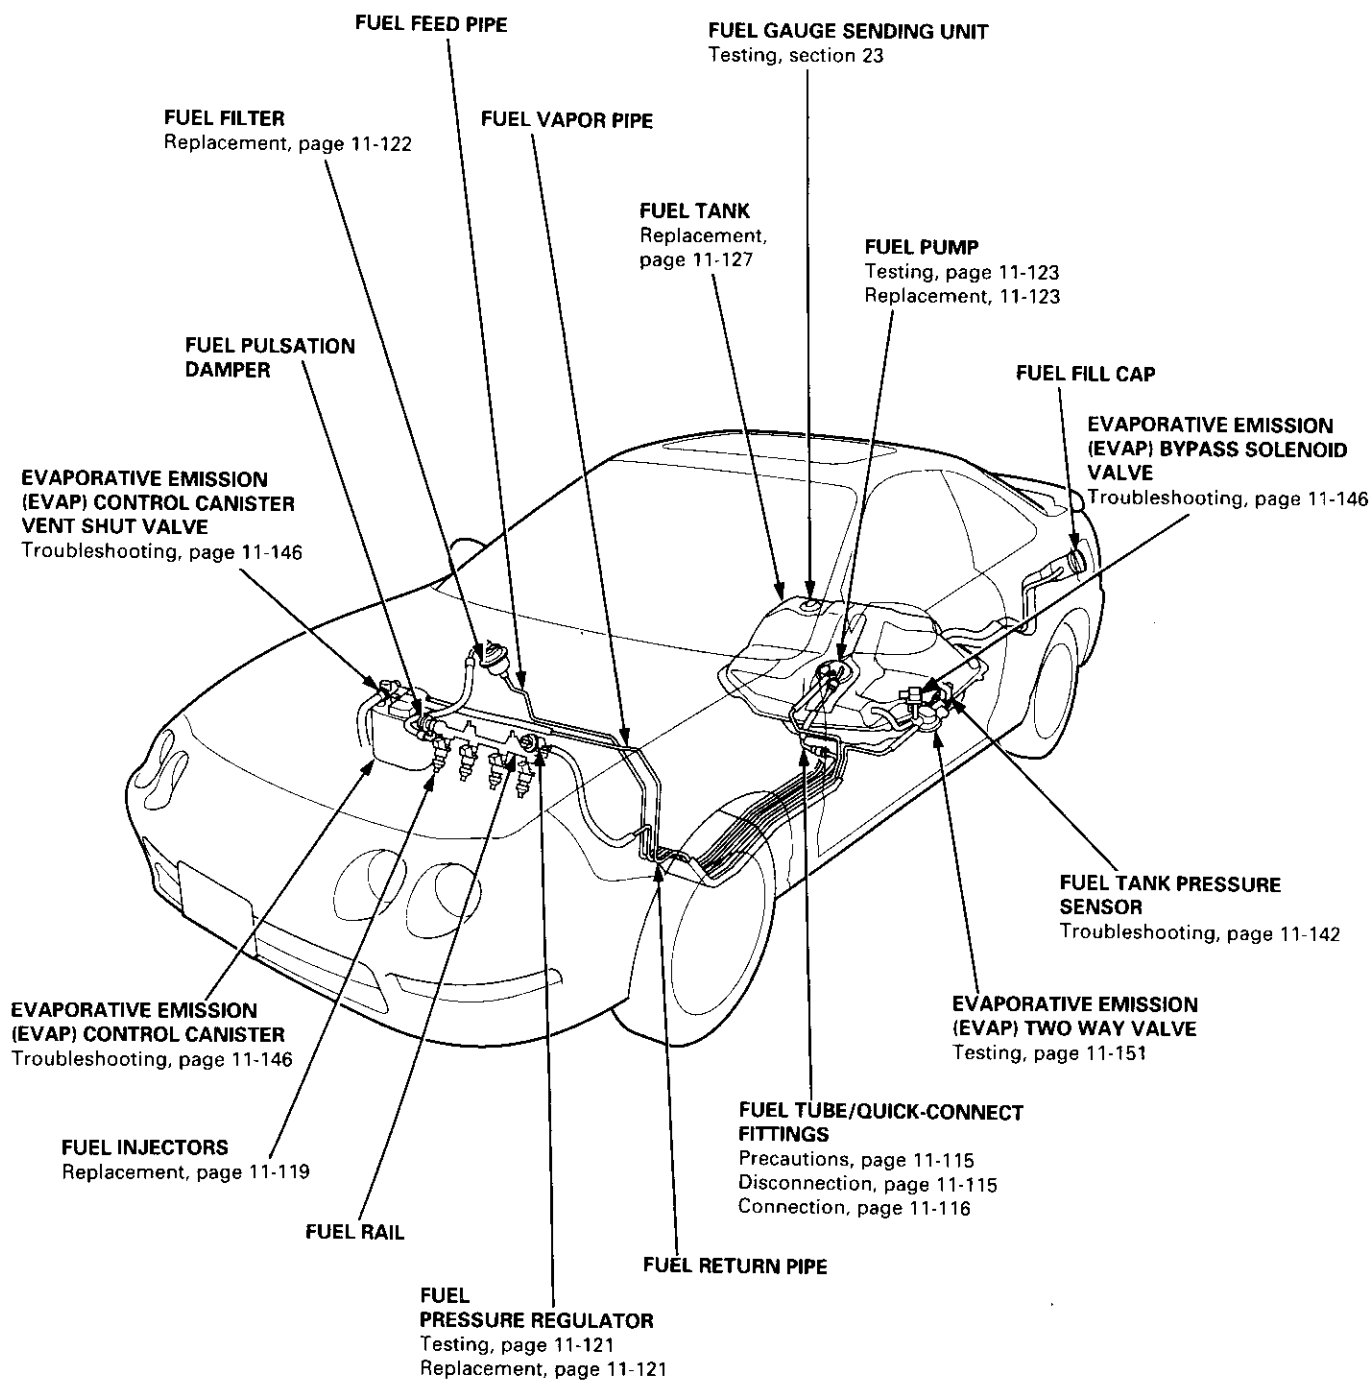 FUEL FEED PIPE
FUEL GAUGE SENDING UNIT
Testing, section 23
FUEL FILTER
Replacement, page 11-122
FUEL VAPOR PIPE
FUEL TANK
Replacement,
page 11-127
FUEL PUMP
Testing, page 11-123
Replacement, 11-123
FUEL PULSATION
DAMPER
FUEL FILL CAP
EVAPORATIVE EMISSION
(EVAP) BYPASS SOLENOID
VALVE
Troubleshooting, page 11-146
EVAPORATIVE EMISSION
(EVAP) CONTROL CANISTER
VENT SHUT VALVE
Troubleshooting, page 11-146
FUEL TANK PRESSURE
SENSOR
Troubleshooting, page 11-142
EVAPORATIVE EMISSION
(EVAP) CONTROL CANISTER
Troubleshooting, page 11-146
EVAPORATIVE EMISSION
(EVAP) TWO WAY VALVE
Testing, page 11-151
FUEL TUBE/QUICK-CONNECT
FITTINGS
Precautions, page 11-115
Disconnection, page 11-115
Connection, page 11-116
FUEL INJECTORS
Replacement, page 11-119
FUEL RAIL
FUEL RETURN PIPE
FUEL
PRESSURE REGULATOR
Testing, page 11-121
Replacement, page 11-121